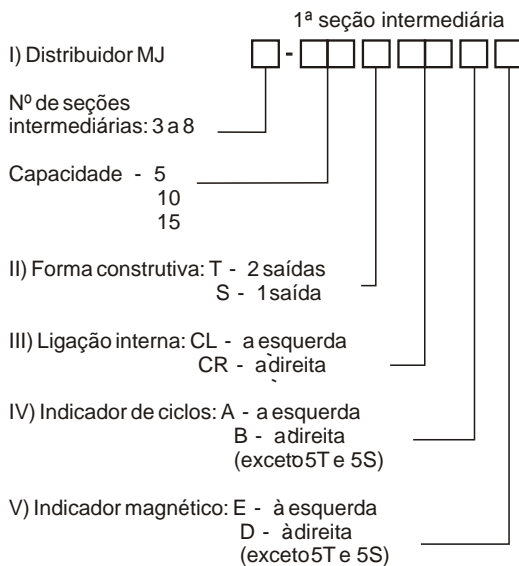 1ª seção intermediária
I) Distribuidor MJ -
Nº de seções
intermediárias: 3 a 8
Capacidade - 5
10
15
II) Forma construtiva: T - 2 saídas
S - 1 saída
III) Ligação interna: CL - a esquerda
CR - a direita
IV) Indicador de ciclos: A - a esquerda
B - a direita
(exceto 5T e 5S)
V) Indicador magnético: E - à esquerda
D - à direita
(exceto 5T e 5S)